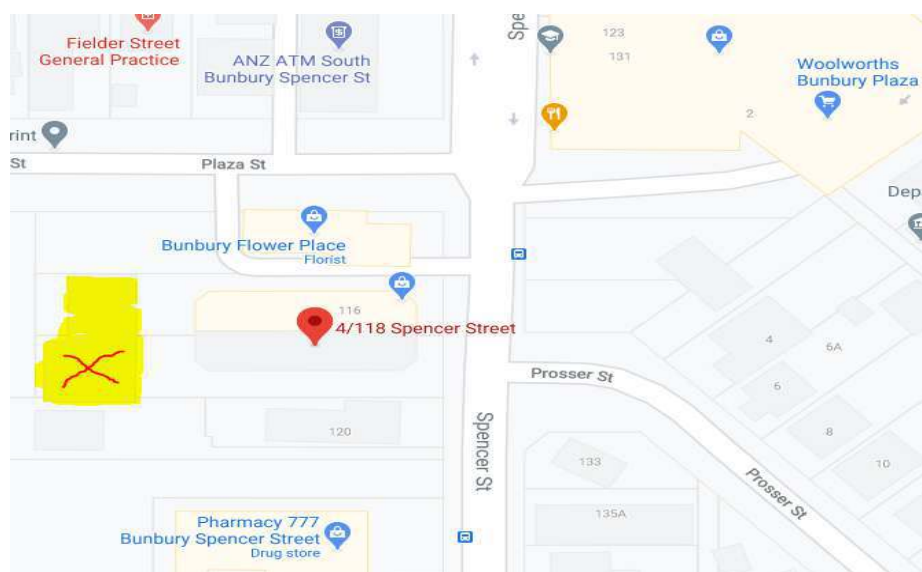 Fielder Street
General Practice
ANZ ATM South
Bunbury Spencer St
Spe
123
131
Woolworths
Bunbury Plaza
2
rint
St
Plaza St
Dep
Bunbury Flower Place
Florist
116
4/118 Spencer Street
4
6A
6
Prosser St
8
10
120
Spencer St
133
135A
Prosser St
Pharmacy 777
Bunbury Spencer Street
Drug store